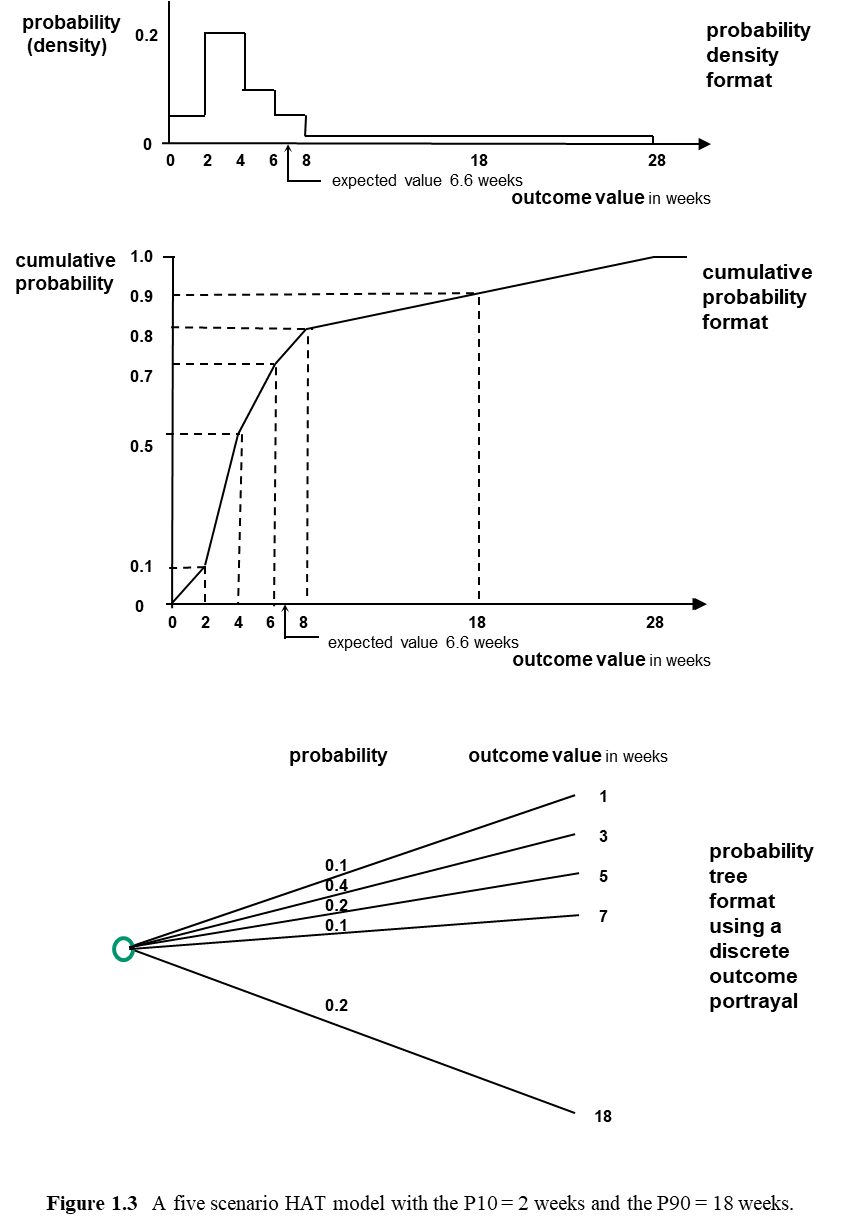 probability
(density)
0.2
0
0 2 4 6 8 18 28
expected value 6.6 weeks
outcome value in weeks
probability
density
format
cumulative
probability
1.0
0.9
0.8
0.7
0.5
0.1
0
0 2 4 6 8 18 28
expected value 6.6 weeks
outcome value in weeks
cumulative
probability
format
probability outcome value in weeks
1
3
5
7
18
0.1
0.4
0.2
0.1
0.2
probability
tree
format
using a
discrete
outcome
portrayal
Figure 1.3 A five scenario HAT model with the P10 = 2 weeks and the P90 = 18 weeks.